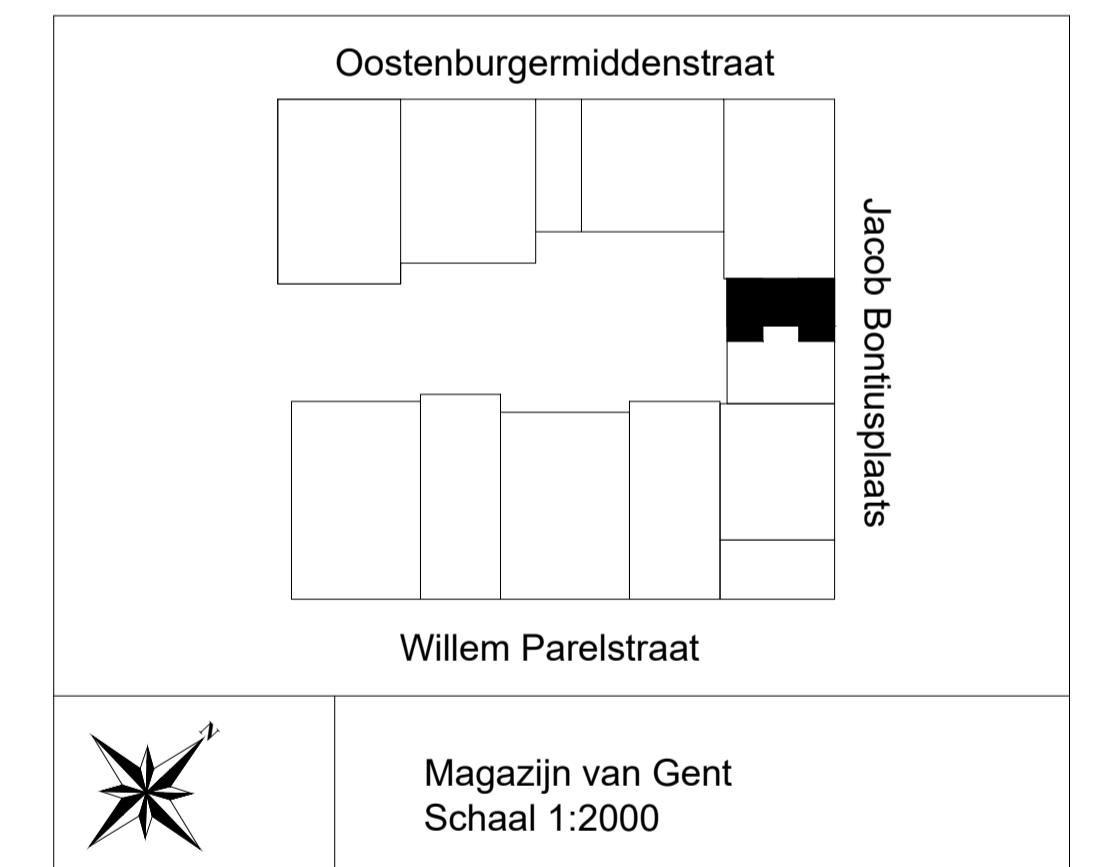 Oostenburgermiddenstraat
Jacob Bontiusplaats
Willem Parelstraat
N
Magazijn van Gent
Schaal 1:2000